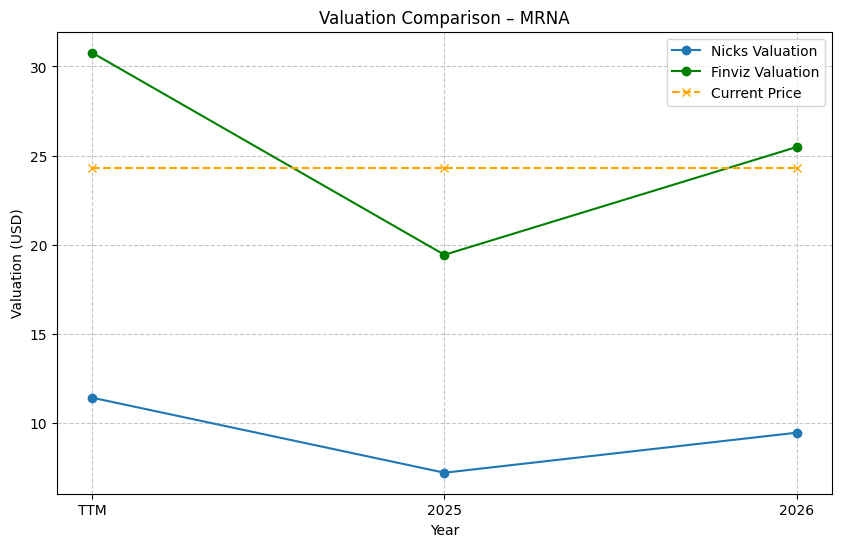 Valuation Comparison – MRNA
Nicks Valuation
Finviz Valuation
Current Price
Valuation (USD)
30
25
20
15
10
TTM
2025
2026
Year